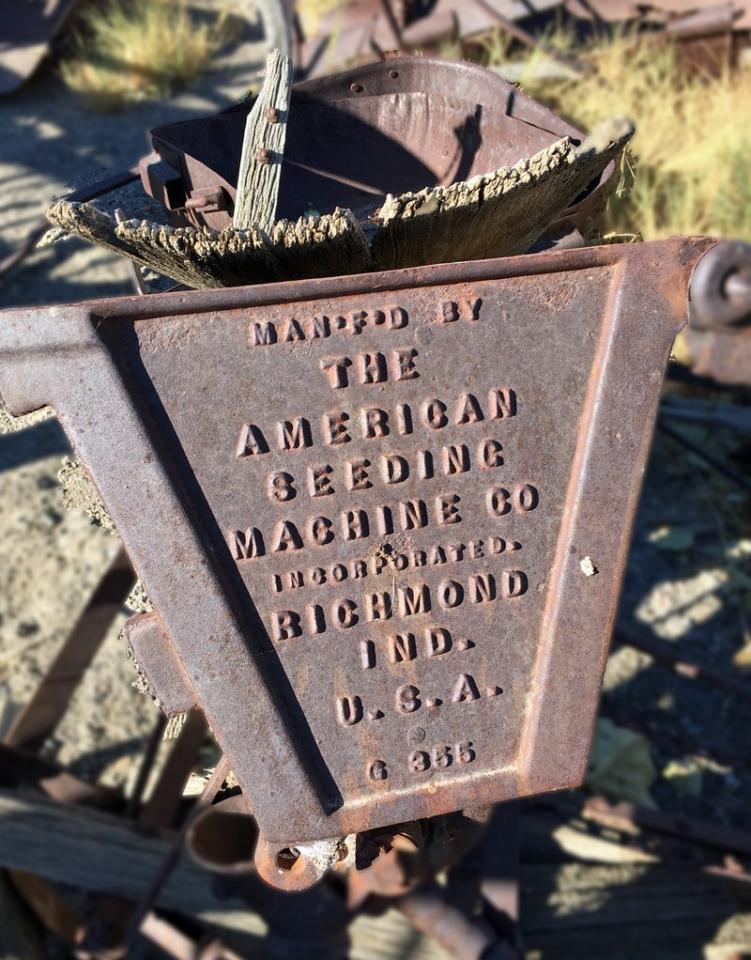 MAN·F·D BY
THE
AMERICAN
SEEDING
MACHINE CO
INCORPORATED.
RICHMOND
IND.
U.S.A.
G 355